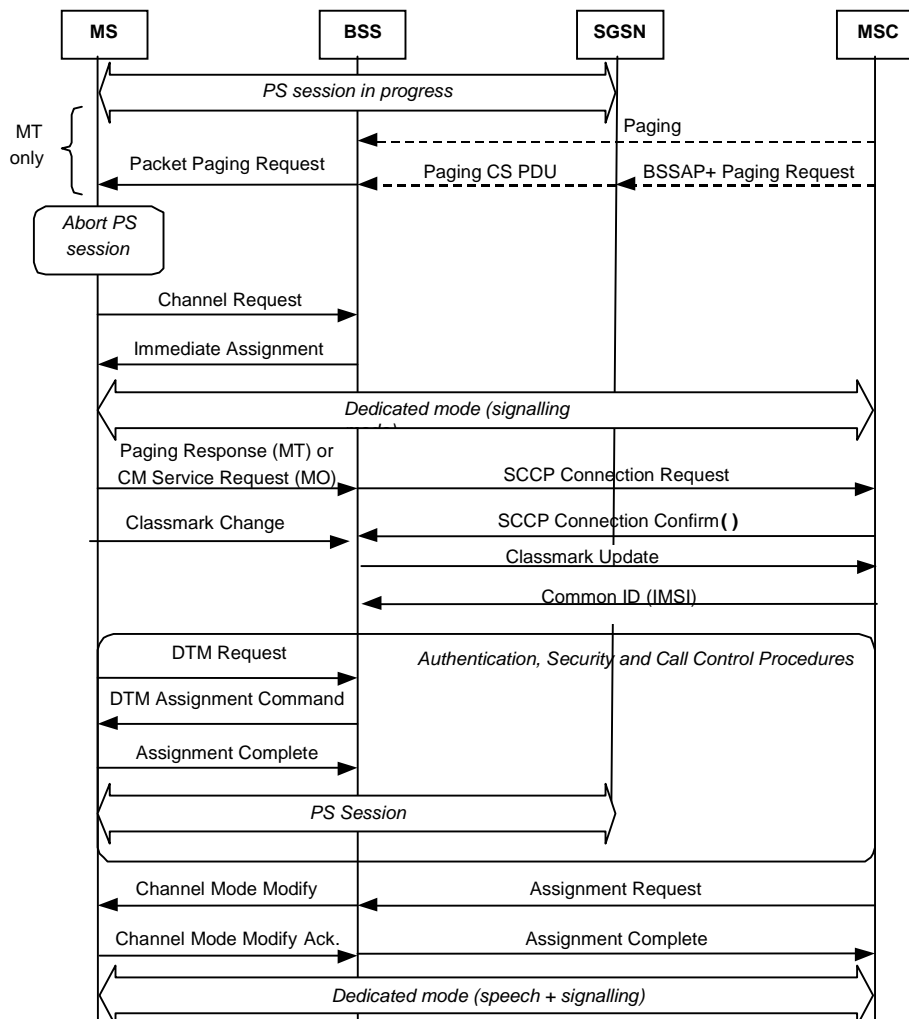 MS BSS SGSN MSC
PS session in progress
MT
only
Paging
Packet Paging Request Paging CS PDU BSSAP+ Paging Request
Abort PS
session
Channel Request
Immediate Assignment
Dedicated mode (signalling
Paging Response (MT) or
CM Service Request (MO) SCCP Connection Request
Classmark Change SCCP Connection Confirm( )
Classmark Update
Common ID (IMSI)
DTM Request Authentication, Security and Call Control Procedures
DTM Assignment Command
Assignment Complete
PS Session
Channel Mode Modify Assignment Request
Channel Mode Modify Ack. Assignment Complete
Dedicated mode (speech + signalling)